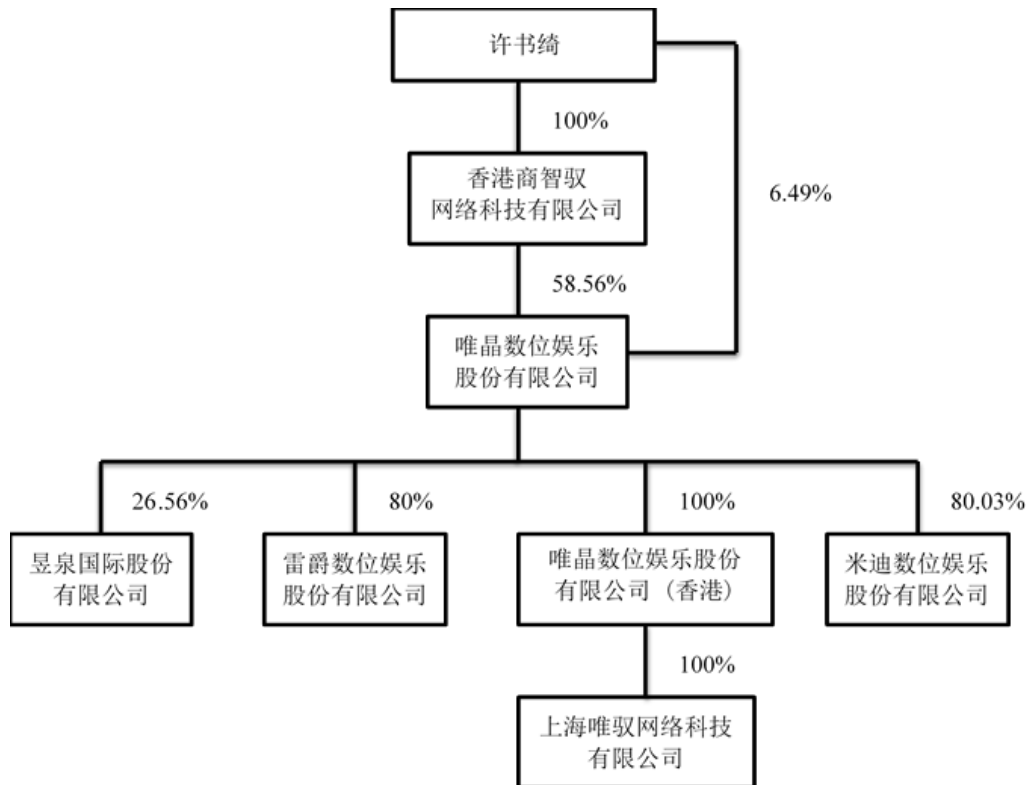 许书绮
100%
香港商智驭
网络科技有限公司
6.49%
58.56%
唯晶数位娱乐
股份有限公司
26.56%
80%
100%
80.03%
昱泉国际股份
有限公司
雷爵数位娱乐
股份有限公司
唯晶数位娱乐股份
有限公司（香港）
米迪数位娱乐
股份有限公司
100%
上海唯驭网络科技
有限公司